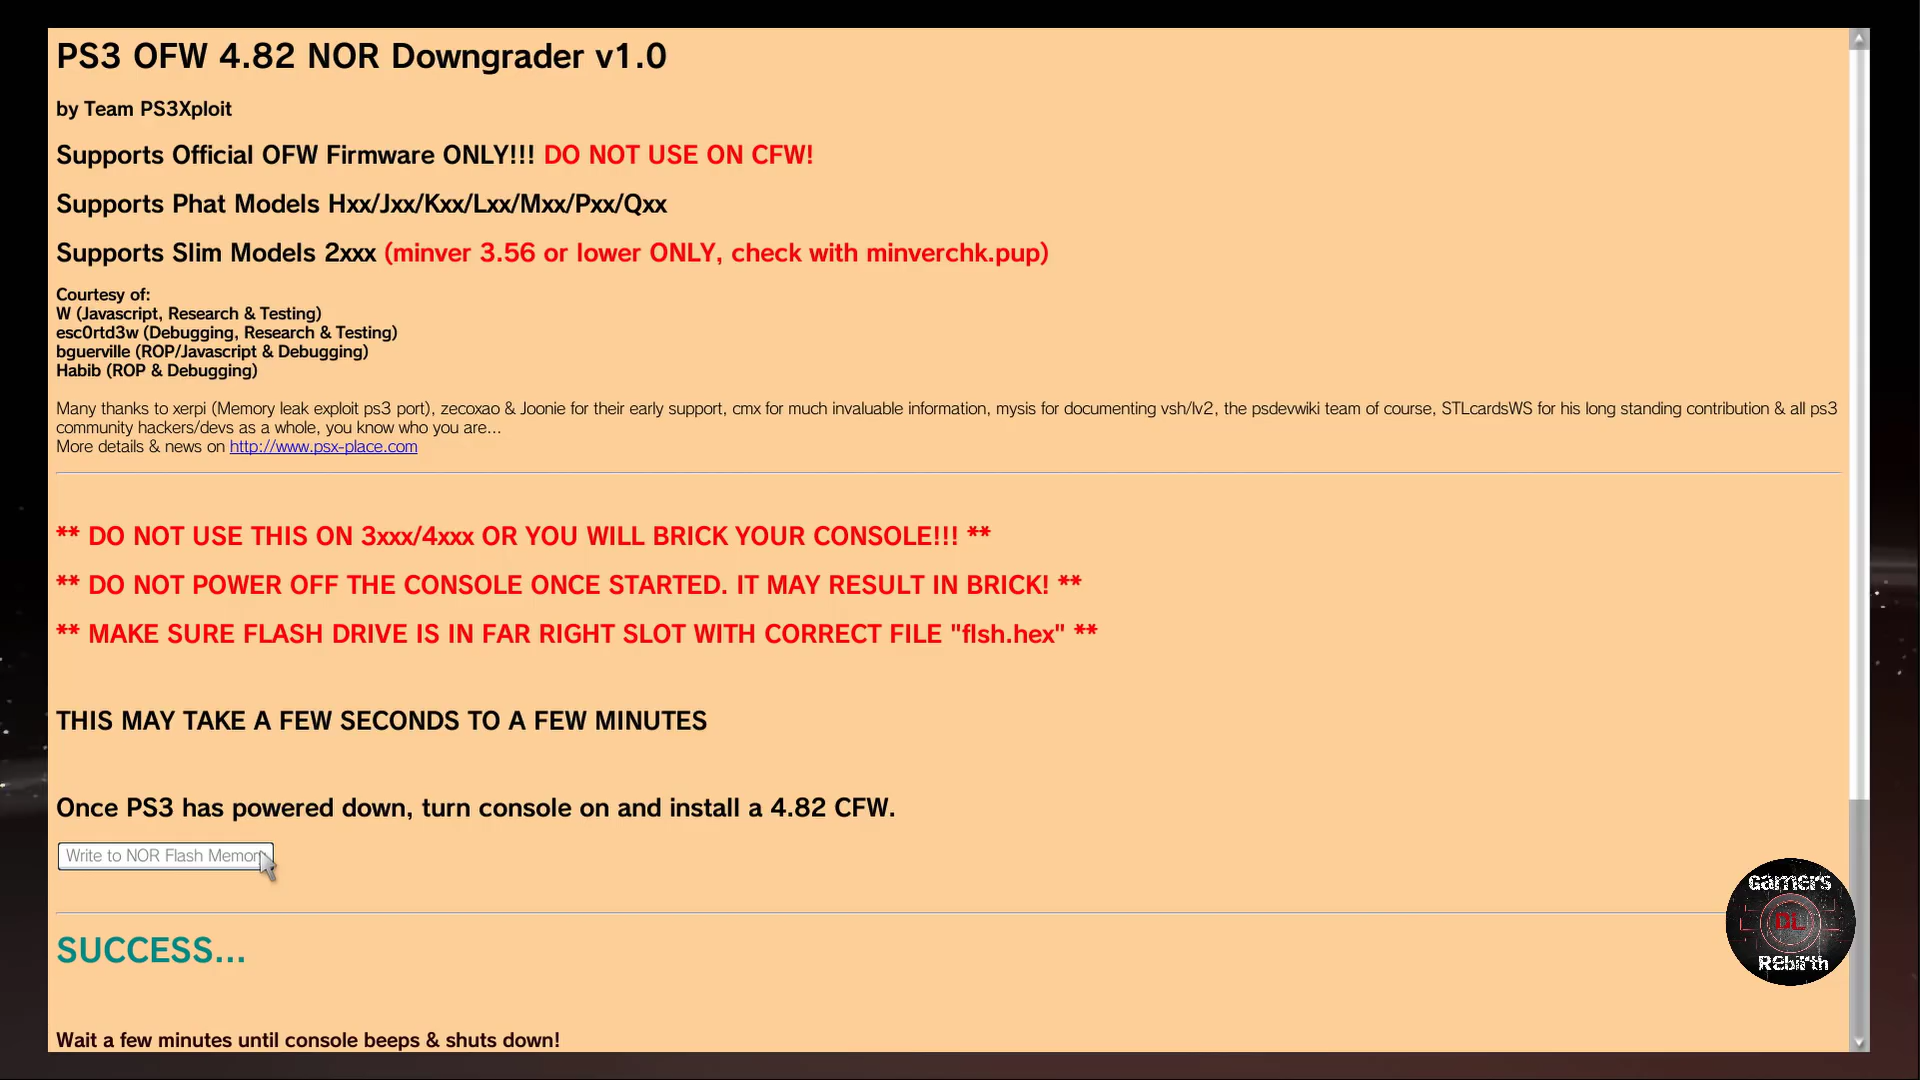 PS3 OFW 4.82 NOR Downgrader v1.0
by Team PS3Xploit
Supports Official OFW Firmware ONLY!!! DO NOT USE ON CFW!
Supports Phat Models Hxx/Jxx/Kxx/Lxx/Mxx/Pxx/Qxx
Supports Slim Models 2xxx (minver 3.56 or lower ONLY, check with minverchk.pup)
Courtesy of:
W (Javascript, Research & Testing)
esc0rtd3w (Debugging, Research & Testing)
bguerville (ROP/Javascript & Debugging)
Habib (ROP & Debugging)
Many thanks to xerpi (Memory leak exploit ps3 port), zecoxao & Joonie for their early support, cmx for much invaluable information, mysis for documenting vsh/lv2, the psdevwiki team of course, STLcardsWS for his long standing contribution & all ps3
community hackers/devs as a whole, you know who you are...
More details & news on http://www.psx-place.com
** DO NOT USE THIS ON 3xxx/4xxx OR YOU WILL BRICK YOUR CONSOLE!!! **
** DO NOT POWER OFF THE CONSOLE ONCE STARTED. IT MAY RESULT IN BRICK! **
** MAKE SURE FLASH DRIVE IS IN FAR RIGHT SLOT WITH CORRECT FILE "flsh.hex" **
THIS MAY TAKE A FEW SECONDS TO A FEW MINUTES
Once PS3 has powered down, turn console on and install a 4.82 CFW.
Write to NOR Flash Memory
SUCCESS...
Wait a few minutes until console beeps & shuts down!
Gamers
DL
Rebirth